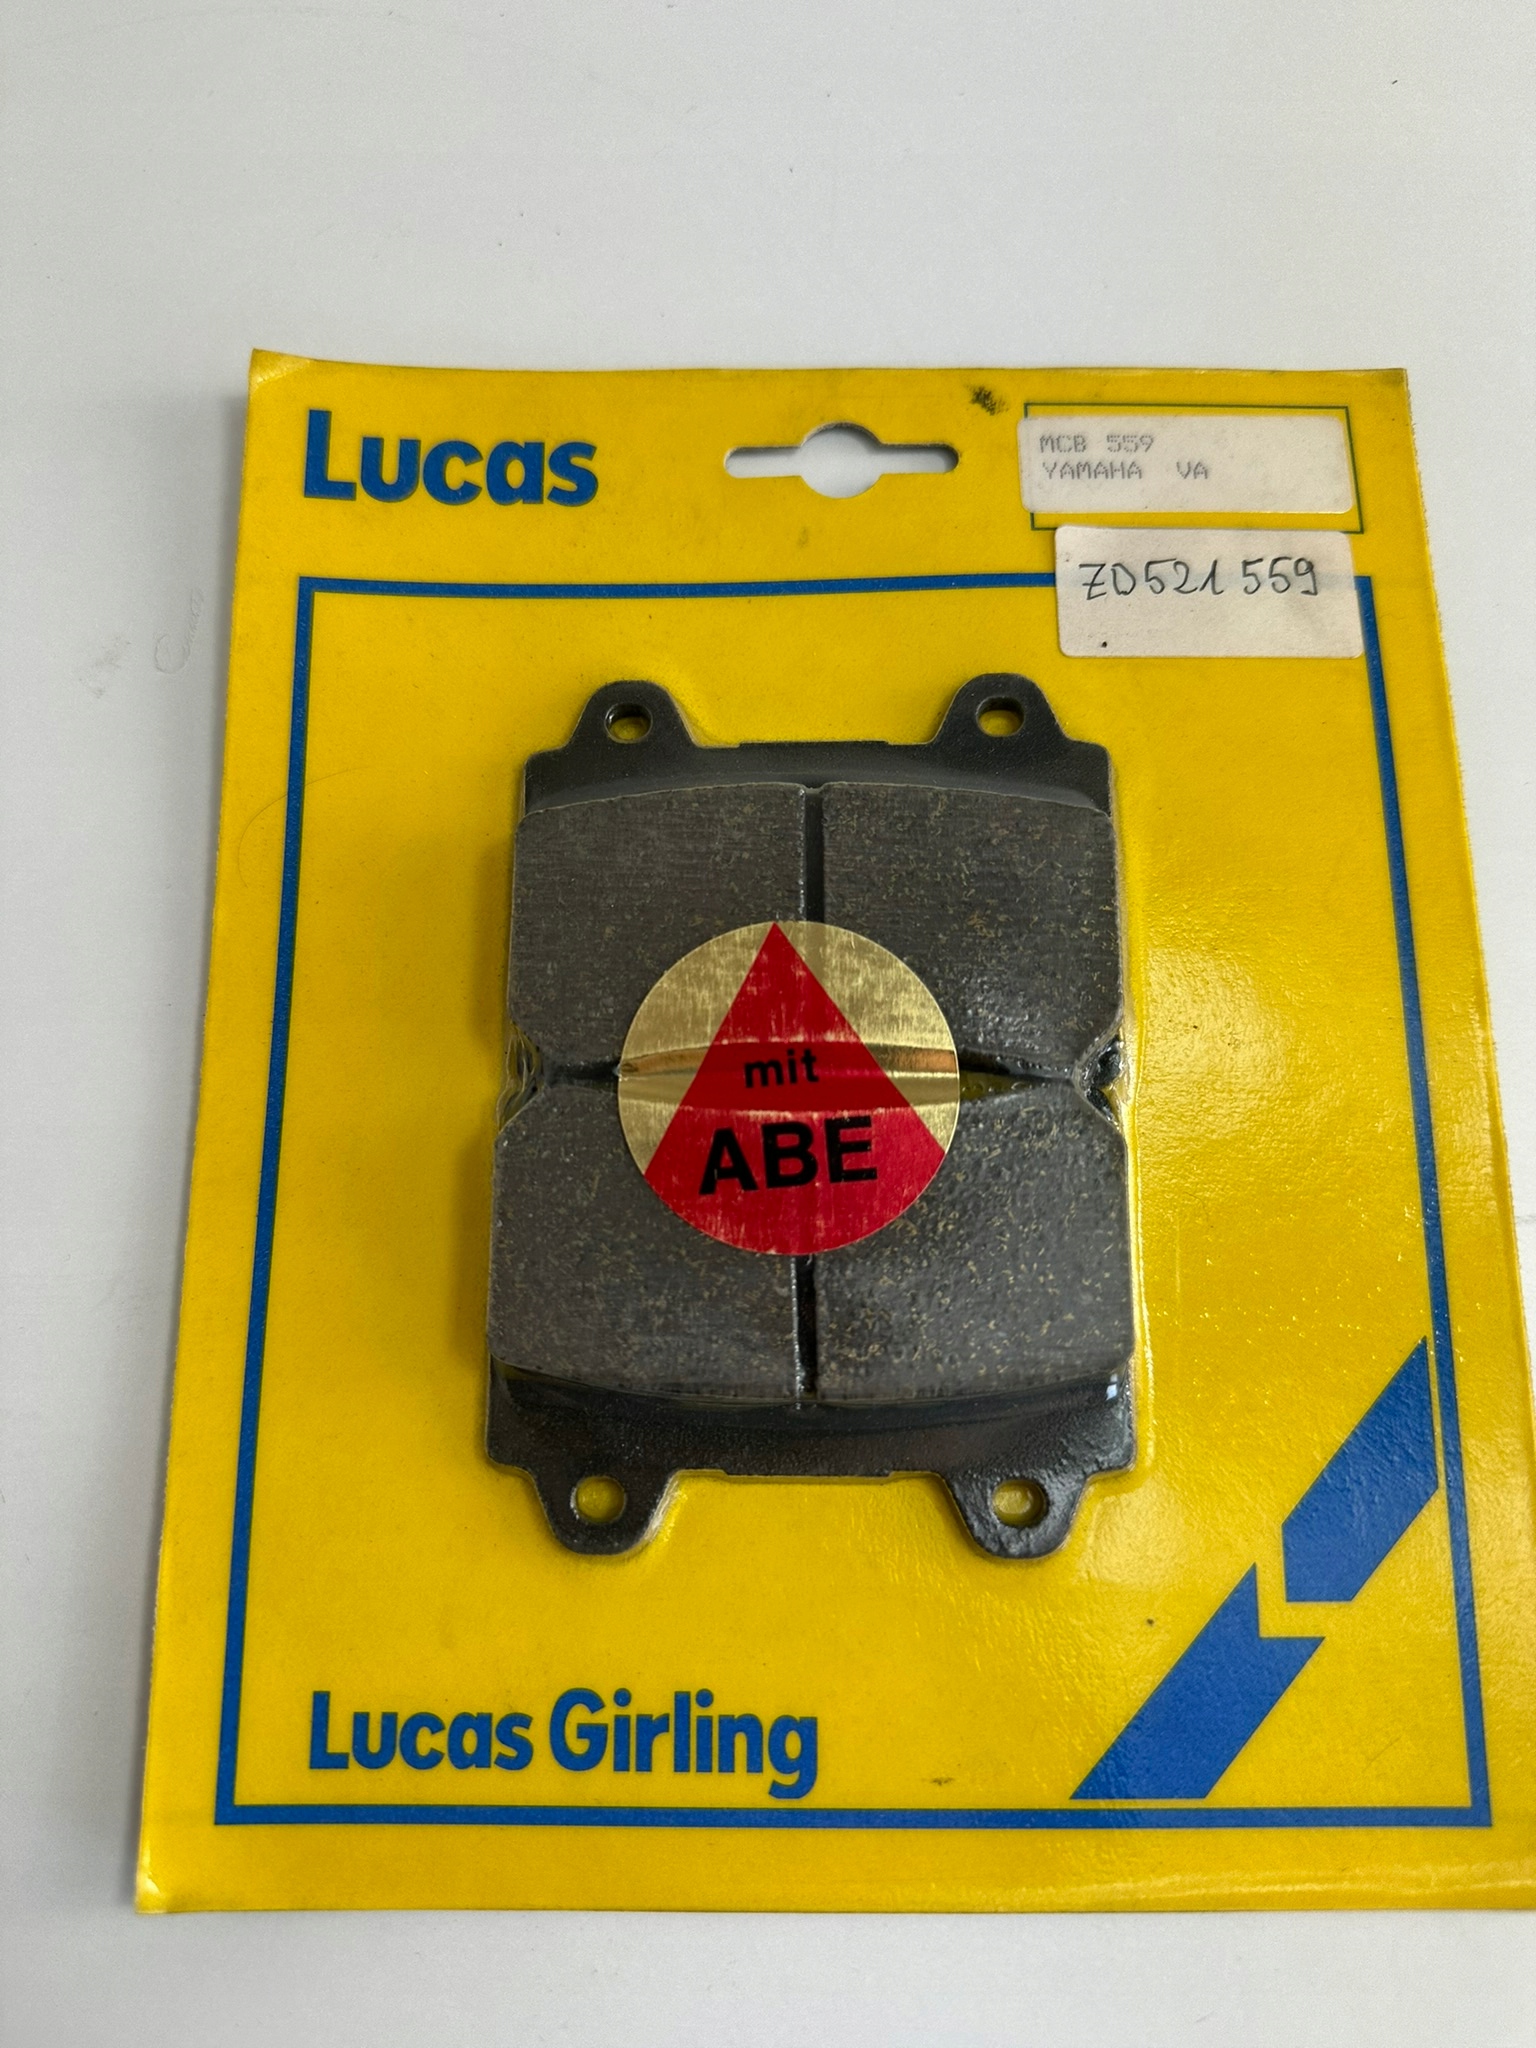 Lucas
MCB 559
YAMAHA VA
ZD521559
mit
ABE
Lucas Girling